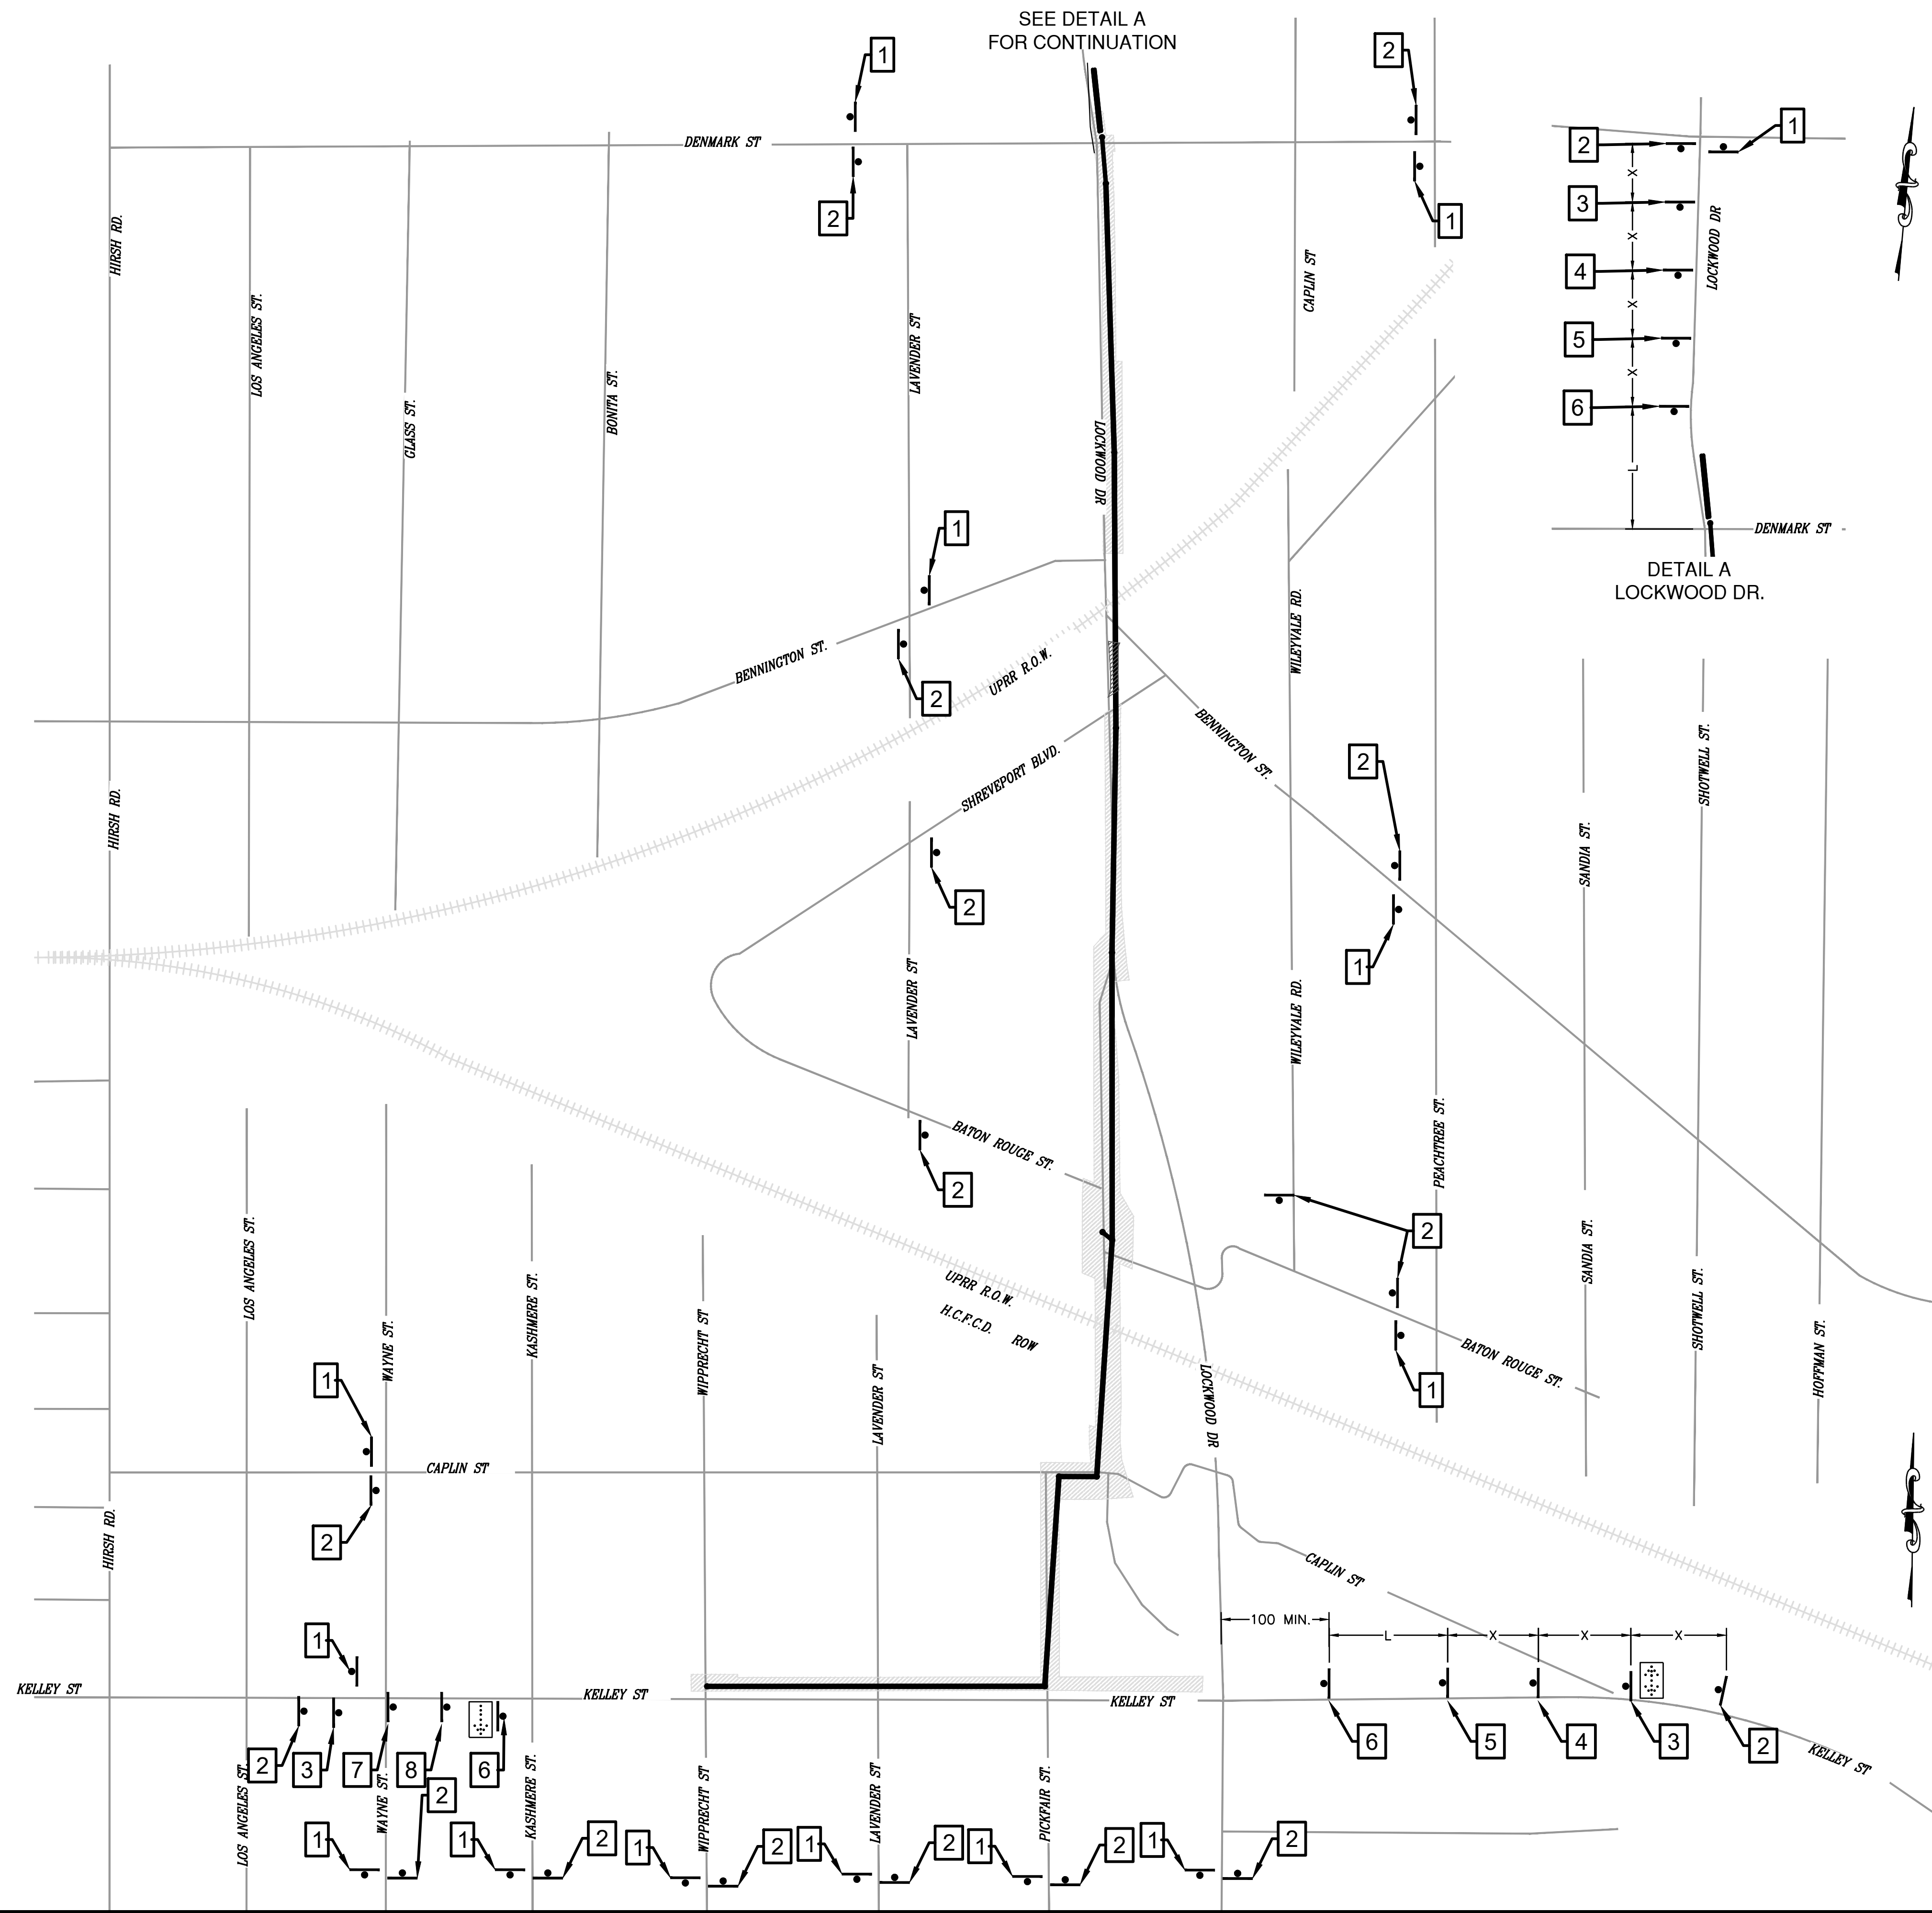 SEE DETAIL A
FOR CONTINUATION
1
2
1
2
DENMARK ST
2
1
3
4
5
6
X
X
X
X
L
LOCKWOOD DR
DENMARK ST
DETAIL A
LOCKWOOD DR.
2
1
HIRSH RD.
LOS ANGELES ST.
GLASS ST.
BONITA ST.
LAVENDER ST
LOCKWOOD DR
CAPLIN ST
1
BENNINGTON ST.
2
UPRR R.O.W.
WILEYVALE RD.
BENNINGTON ST.
SHREVEPORT BLVD.
HIRSH RD.
2
2
1
SANDIA ST.
SHOTWELL ST.
LAVENDER ST
WILEYVALE RD.
PEACHTREE ST.
BATON ROUGE ST.
2
2
1
BATON ROUGE ST.
SANDIA ST.
SHOTWELL ST.
HOFFMAN ST.
LOS ANGELES ST.
WAYNE ST.
KASHMERE ST.
WIPPRECHT ST
LAVENDER ST
UPRR R.O.W.
H.C.F.C.D. ROW
LOCKWOOD DR
1
CAPLIN ST
2
HIRSH RD.
CAPLIN ST
1
100 MIN.
L
X
X
X
KELLEY ST
KELLEY ST
KELLEY ST
KELLEY ST
6
5
4
3
2
2
3
7
8
6
2
LOS ANGELES ST.
WAYNE ST.
KASHMERE ST.
WIPPRECHT ST
LAVENDER ST
PICKFAIR ST.
1
1
2
1
2
1
2
1
2
1
2